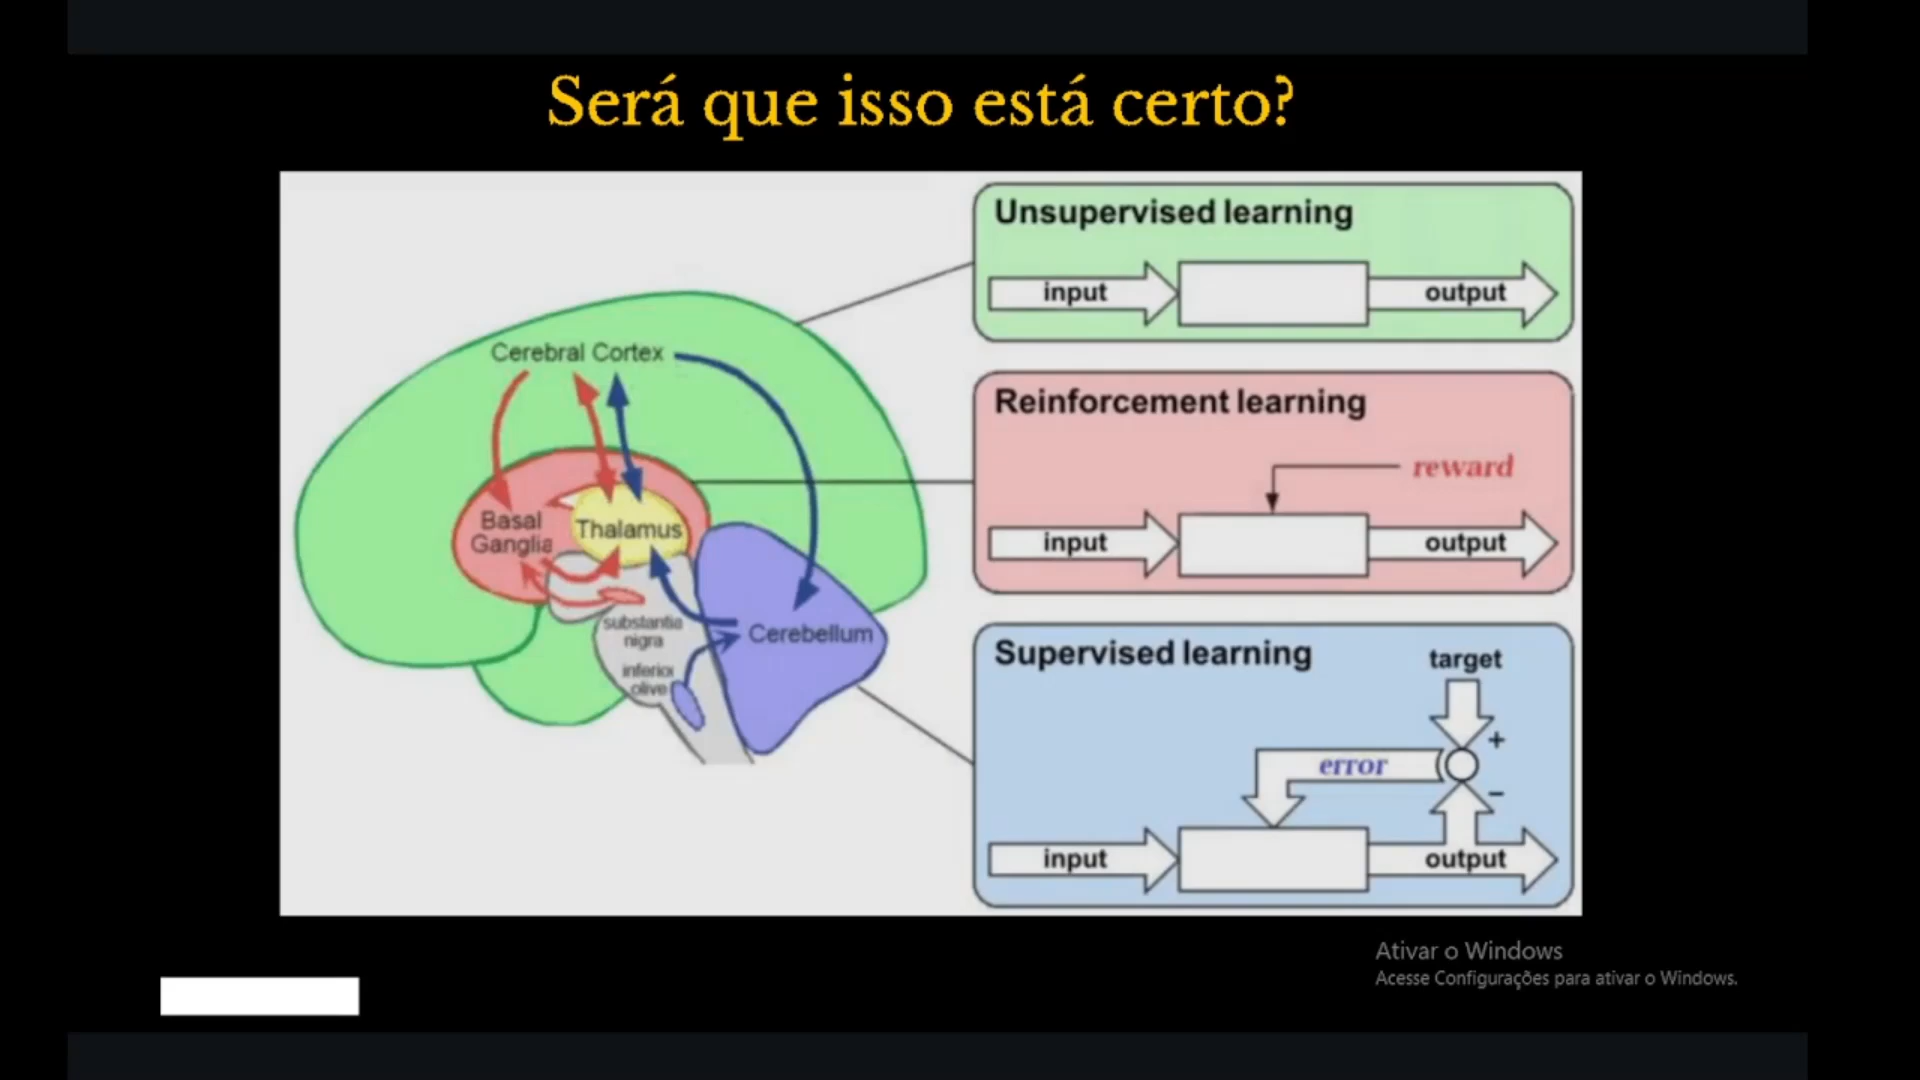 Será que isso está certo?
Unsupervised learning
input
output
Cerebral Cortex
Reinforcement learning
reward
input
output
Basal
Ganglia
Thalamus
substantia
nigra
inferior
olive
Cerebellum
Supervised learning
target
+
error
−
input
output
Ativar o Windows
Acesse Configurações para ativar o Windows.